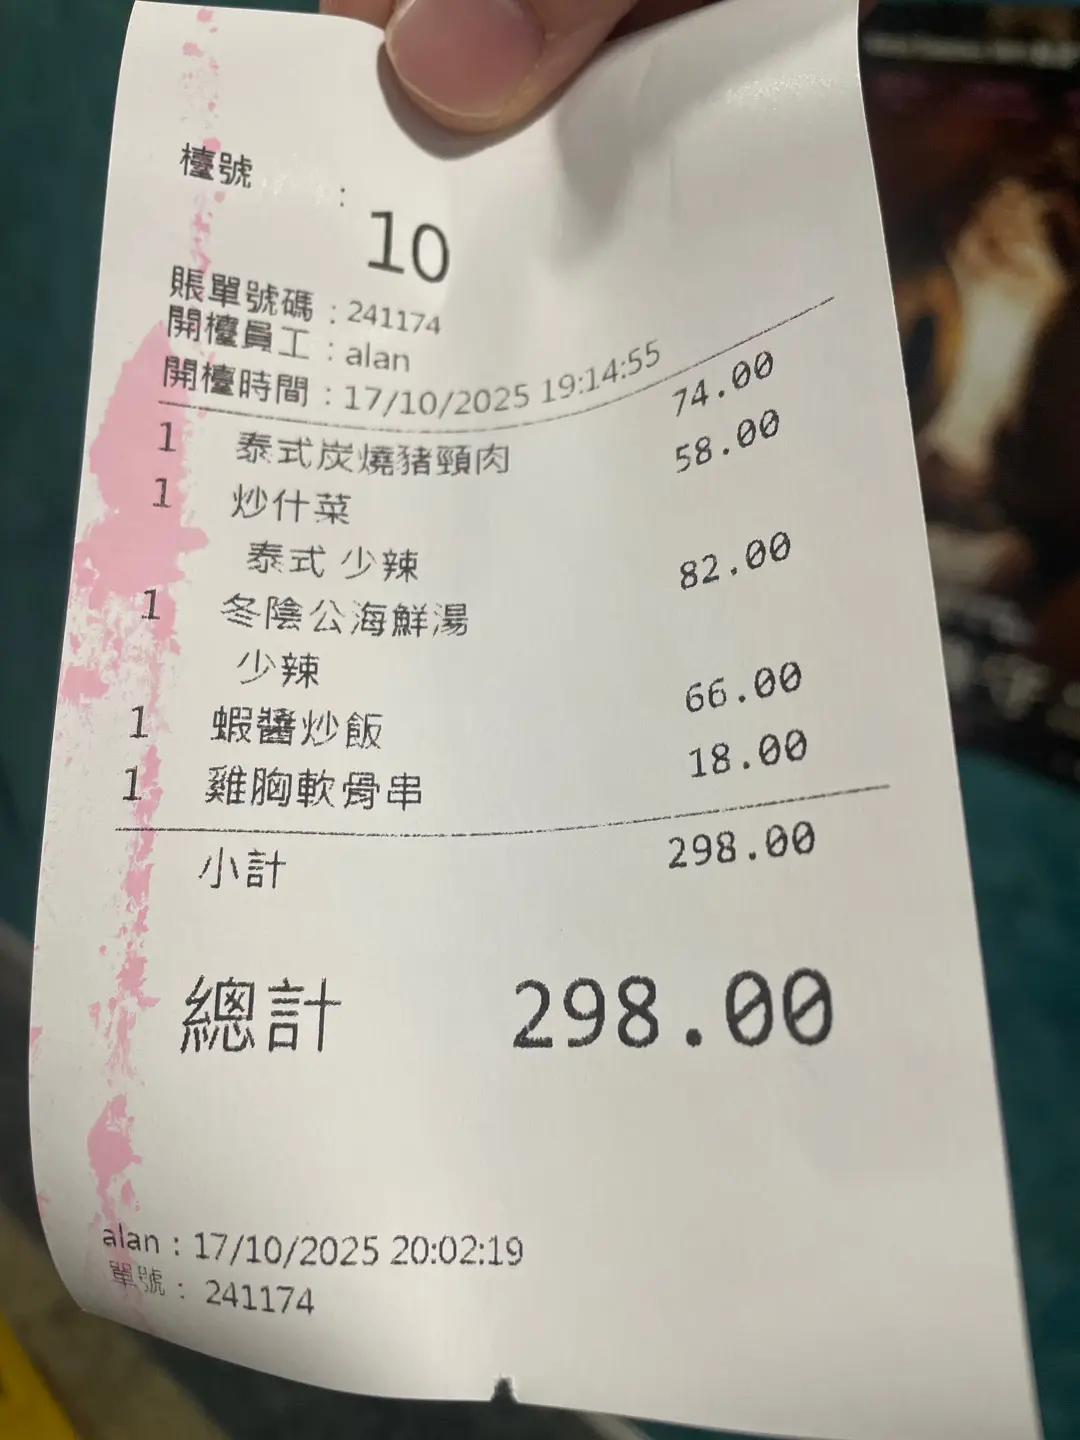 檯號 :
10
賬單號碼 : 241174
開檯員工 : alan
開檯時間 : 17/10/2025 19:14:55
1 泰式炭燒豬頸肉 74.00
1 炒什菜 58.00
泰式 少辣
1 冬陰公海鮮湯 82.00
少辣
1 蝦醬炒飯 66.00
1 雞胸軟骨串 18.00
小計 298.00
總計 298.00
alan : 17/10/2025 20:02:19
單號 : 241174